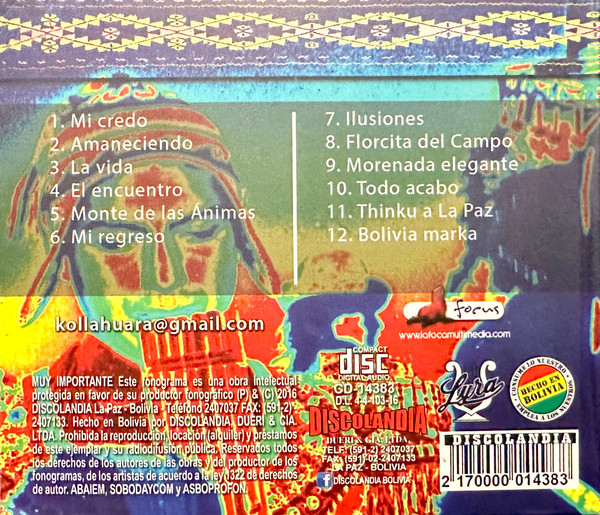 1. Mi credo
2. Amaneciendo
3. La vida
4. El encuentro
5. Monte de las Ánimas
6. Mi regreso
7. Ilusiones
8. Florcita del Campo
9. Morenada elegante
10. Todo acabo
11. Thinku a La Paz
12. Bolivia marka
kollahuara@gmail.com
focus
www.lafocamultimedia.com
MUY IMPORTANTE Este fonograma es una obra intelectual
protegida en favor de su productor fonográfico (P) & (C) 2016
DISCOLANDIA La Paz - Bolivia - Teléfono 2407037 FAX: (591-2)
2407133. Hecho en Bolivia por DISCOLANDIA, DUERI & CIA.
LTDA. Prohibida la reproducción, locación (alquiler) y préstamos
de este ejemplar y su radiodifusión pública. Reservados todos
los derechos de los autores de las obras y del productor de los
fonogramas, de los artistas de acuerdo a la ley 1322 de derechos
de autor. ABAIEM, SOBODAYCOM y ASBOPROFON.
COMPACT
disc
DIGITAL AUDIO
CD-14383
D.L. 44-103-16
DISCOLANDIA
DUERI & CIA. LTDA.
TELF: (591-2) 2407037
FAX: (591)-02-2407133
LA PAZ - BOLIVIA
f DISCOLANDIA BOLIVIA
Lyra
CONSUME LO NUESTRO
HECHO EN
BOLIVIA
EMPLEA A LOS NUESTROS
DISCOLANDIA
2 170000 014383